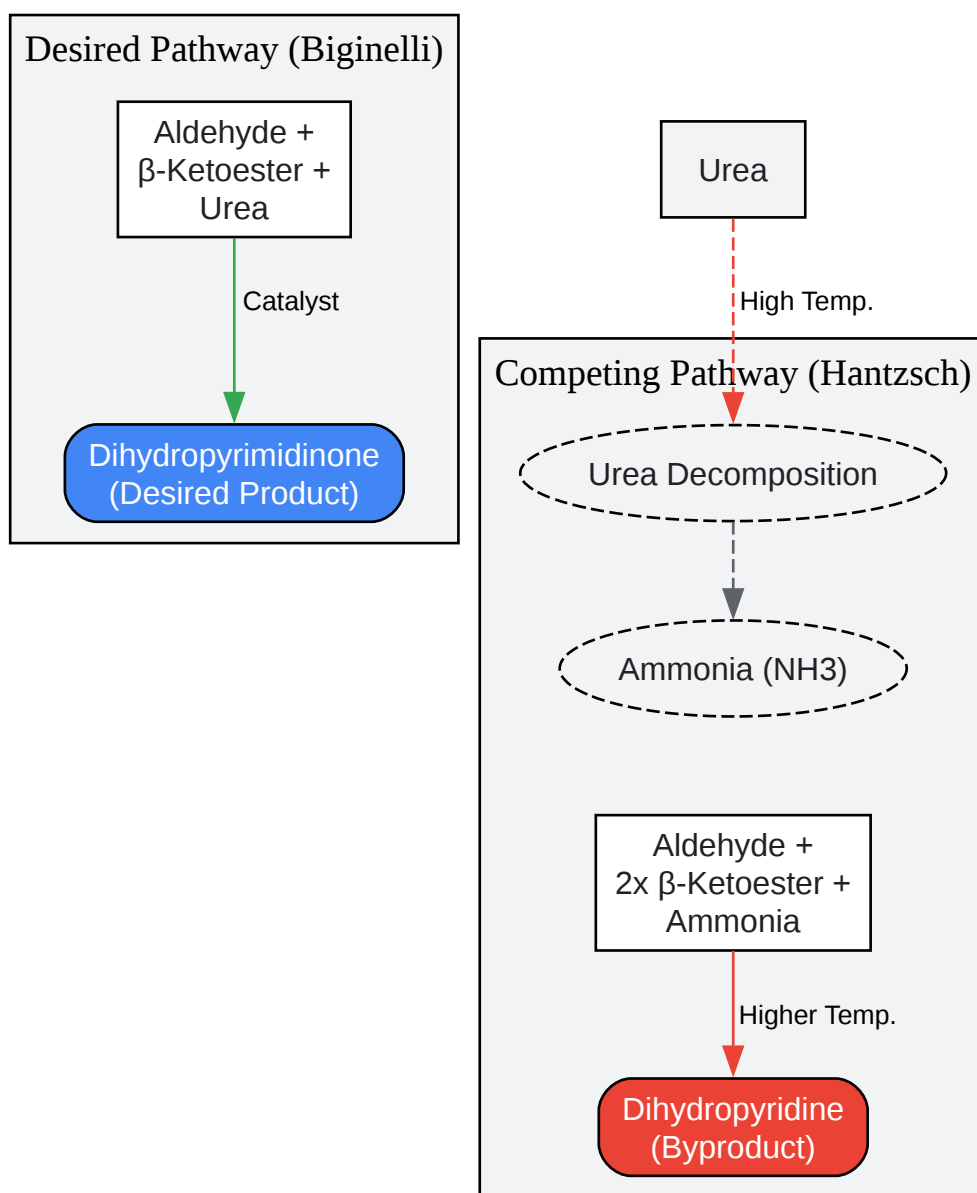 Desired Pathway (Biginelli)
Aldehyde +
β-Ketoester +
Urea
Catalyst
Dihydropyrimidinone
(Desired Product)
Urea
High Temp.
Competing Pathway (Hantzsch)
Urea Decomposition
Ammonia (NH3)
Aldehyde +
2x β-Ketoester +
Ammonia
Higher Temp.
Dihydropyridine
(Byproduct)